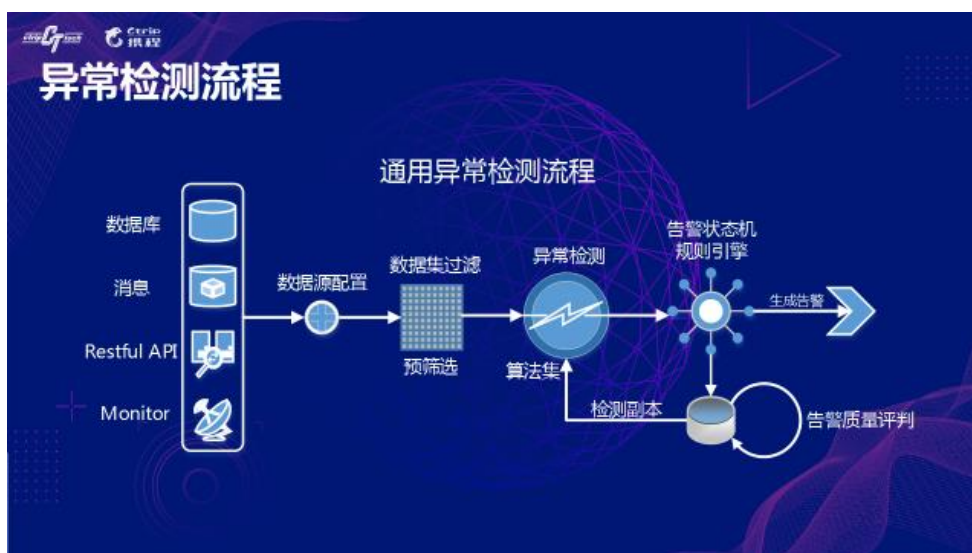 Ctrip
携程
异常检测流程
通用异常检测流程
数据库
消息
Restful API
Monitor
数据源配置
数据集过滤
预筛选
异常检测
算法集
告警状态机
规则引擎
生成告警
检测副本
告警质量评判